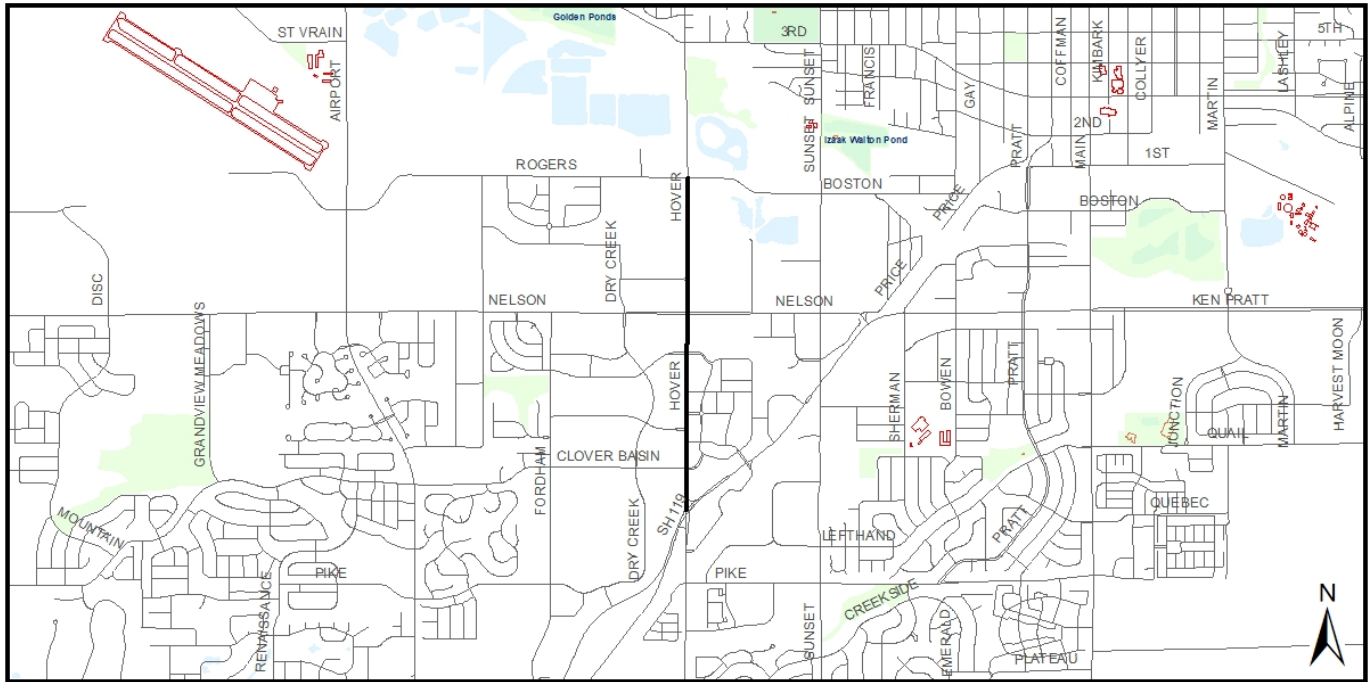 Golden Ponds
ST VRAIN
3RD
5TH
AIRPORT
SUNSET
FRANCIS
GAY
COFFMAN
KIMBARK
COLLYER
MARTIN
LASHLEY
ALPINE
2ND
SUNSET
Izaak Walton Pond
PRATT
MAIN
1ST
ROGERS
HOVER
BOSTON
PRICE
BOSTON
DRY CREEK
DISC
PRICE
NELSON
NELSON
KEN PRATT
GRANDVIEW MEADOWS
HOVER
SHERMAN
BOWEN
PRATT
JUNCTION
MARTIN
HARVEST MOON
QUAIL
FORDHAM
CLOVER BASIN
SH 119
QUEBEC
MOUNTAIN
DRY CREEK
LEFTHAND
PRATT
PIKE
PIKE
RENAISSANCE
SUNSET
CREEKSIDE
EMERALD
PLATEAU
N